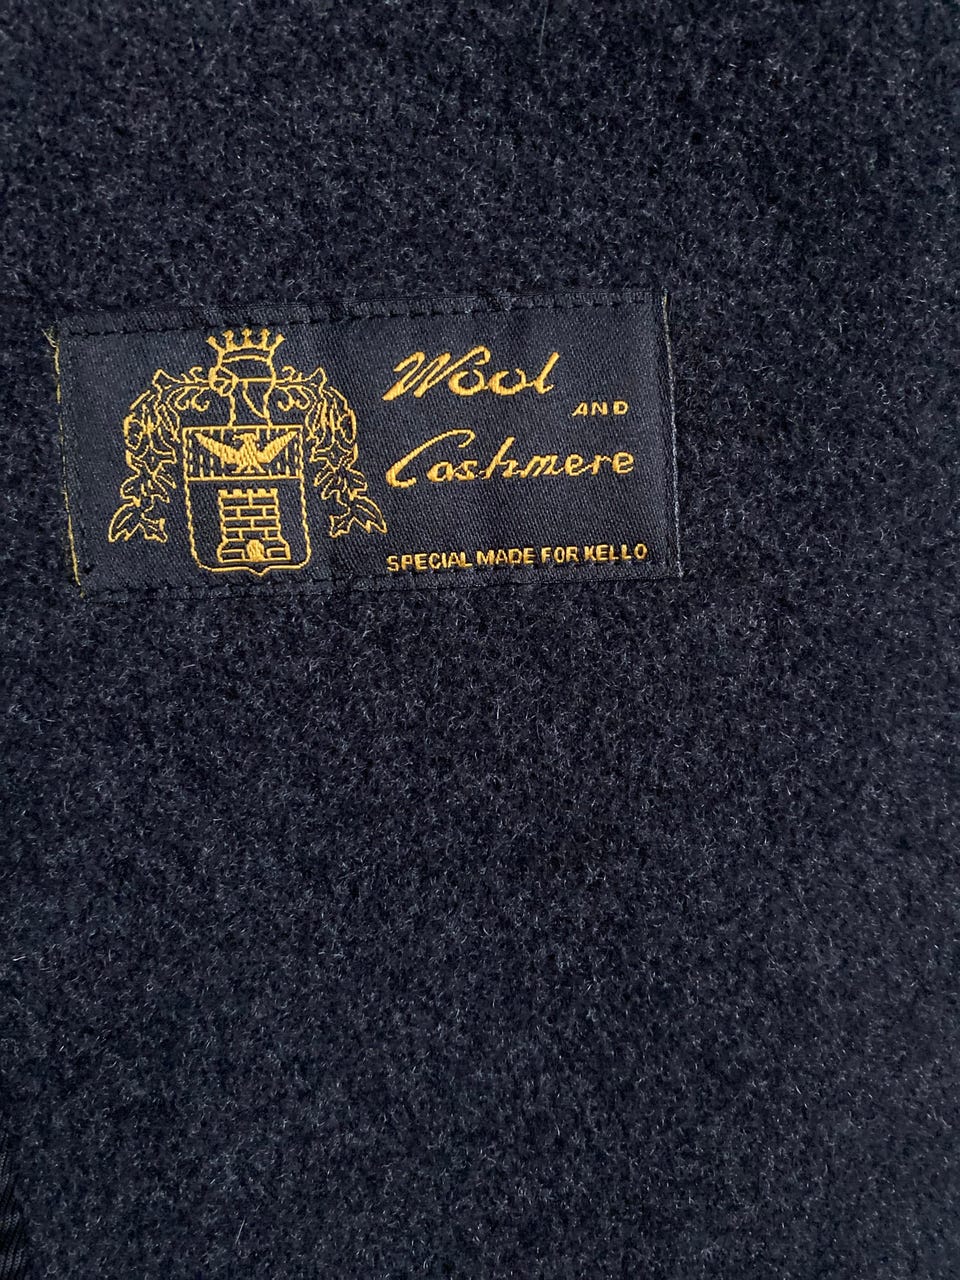 Wool
AND
Cashmere
SPECIAL MADE FOR KELLO